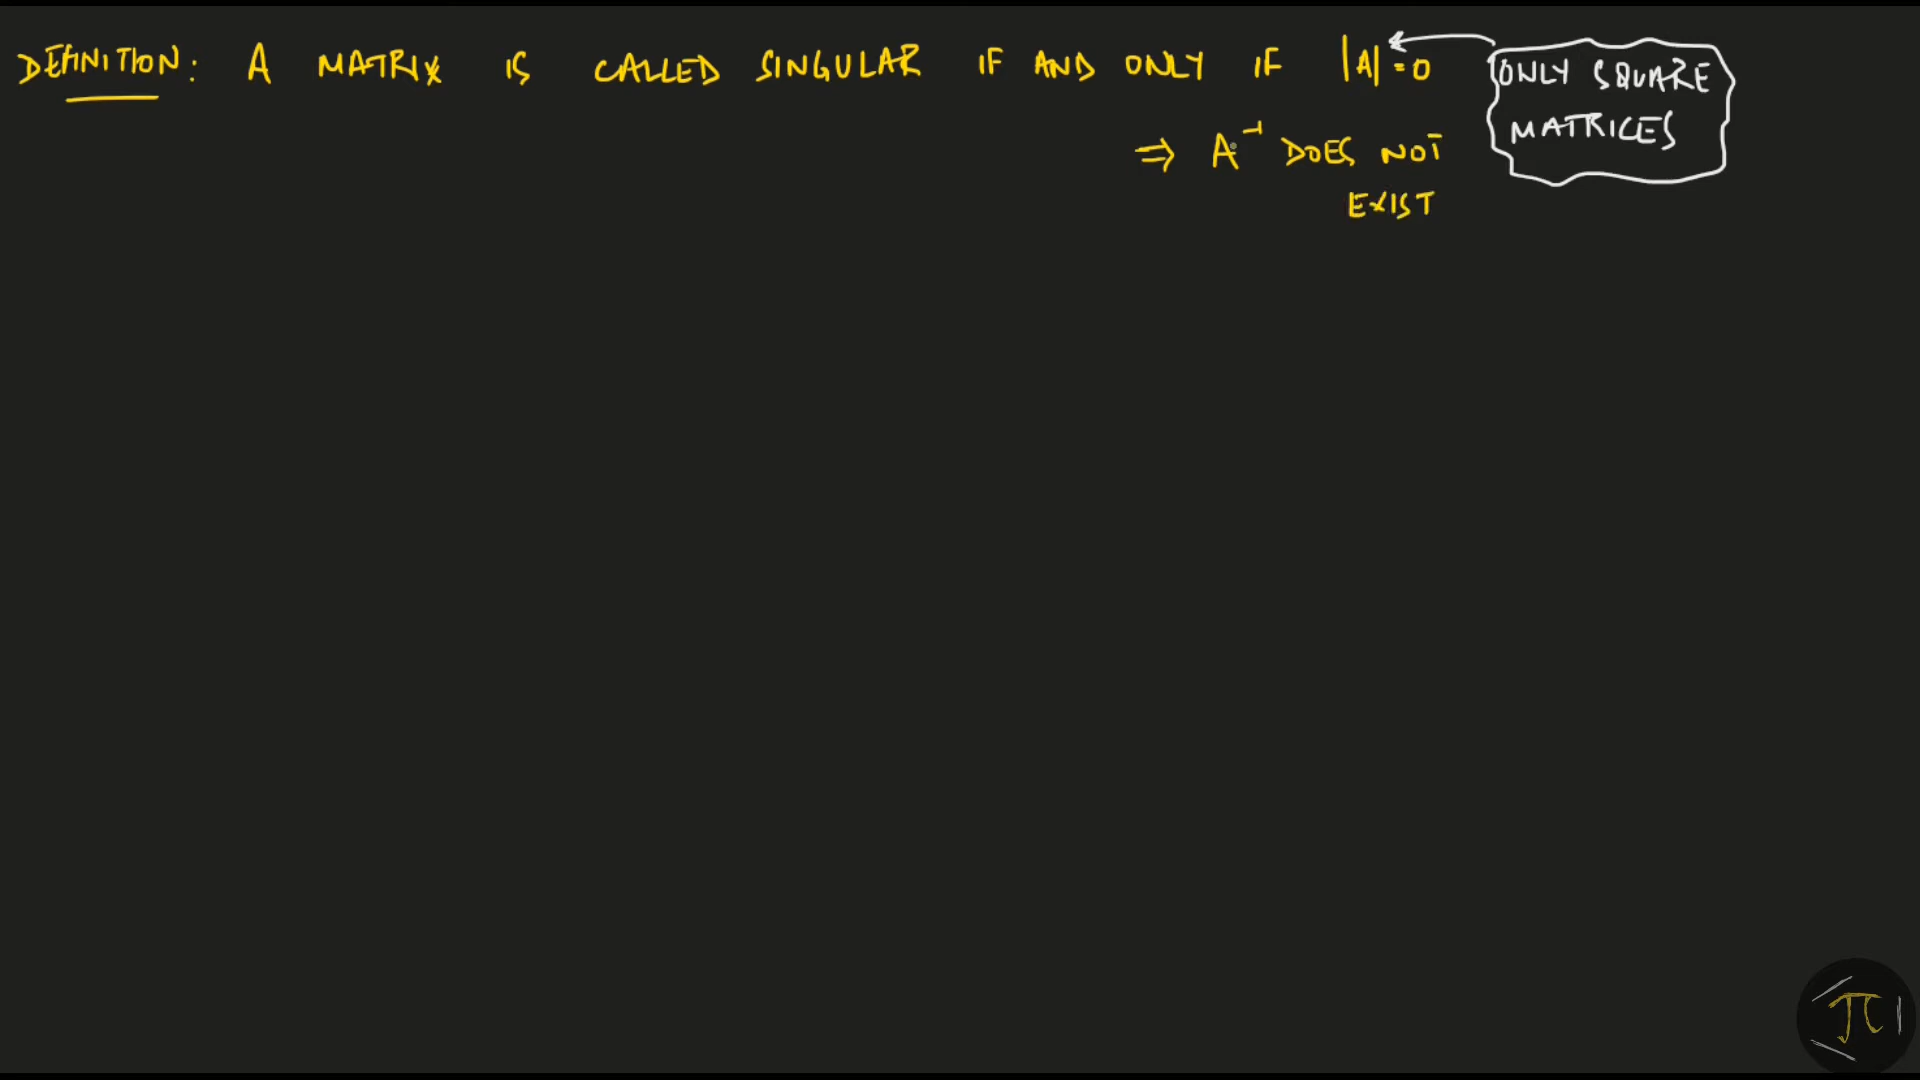 DEFINITION: A MATRIX IS CALLED SINGULAR IF AND ONLY IF |A|=0
ONLY SQUARE
MATRICES
⇒ A⁻¹ DOES NOT
EXIST
π